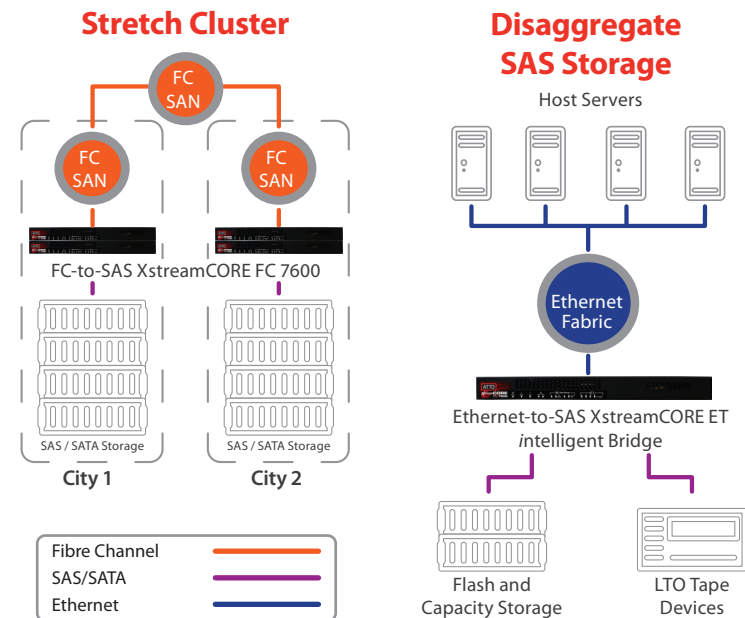 Stretch Cluster
FC
SAN
FC
SAN
FC
SAN
FC-to-SAS XstreamCORE FC 7600
SAS / SATA Storage
SAS / SATA Storage
City 1
City 2
Fibre Channel
SAS/SATA
Ethernet
Disaggregate
SAS Storage
Host Servers
Ethernet
Fabric
ATTO
Ethernet-to-SAS XstreamCORE ET
intelligent Bridge
Flash and
Capacity Storage
LTO Tape
Devices